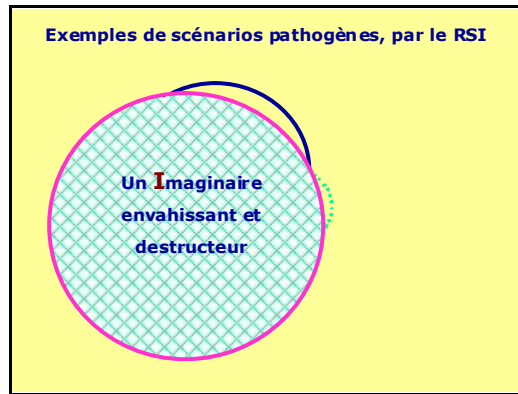 Exemples de scénarios pathogènes, par le RSI
Un Imaginaire
envahissant et
destructeur